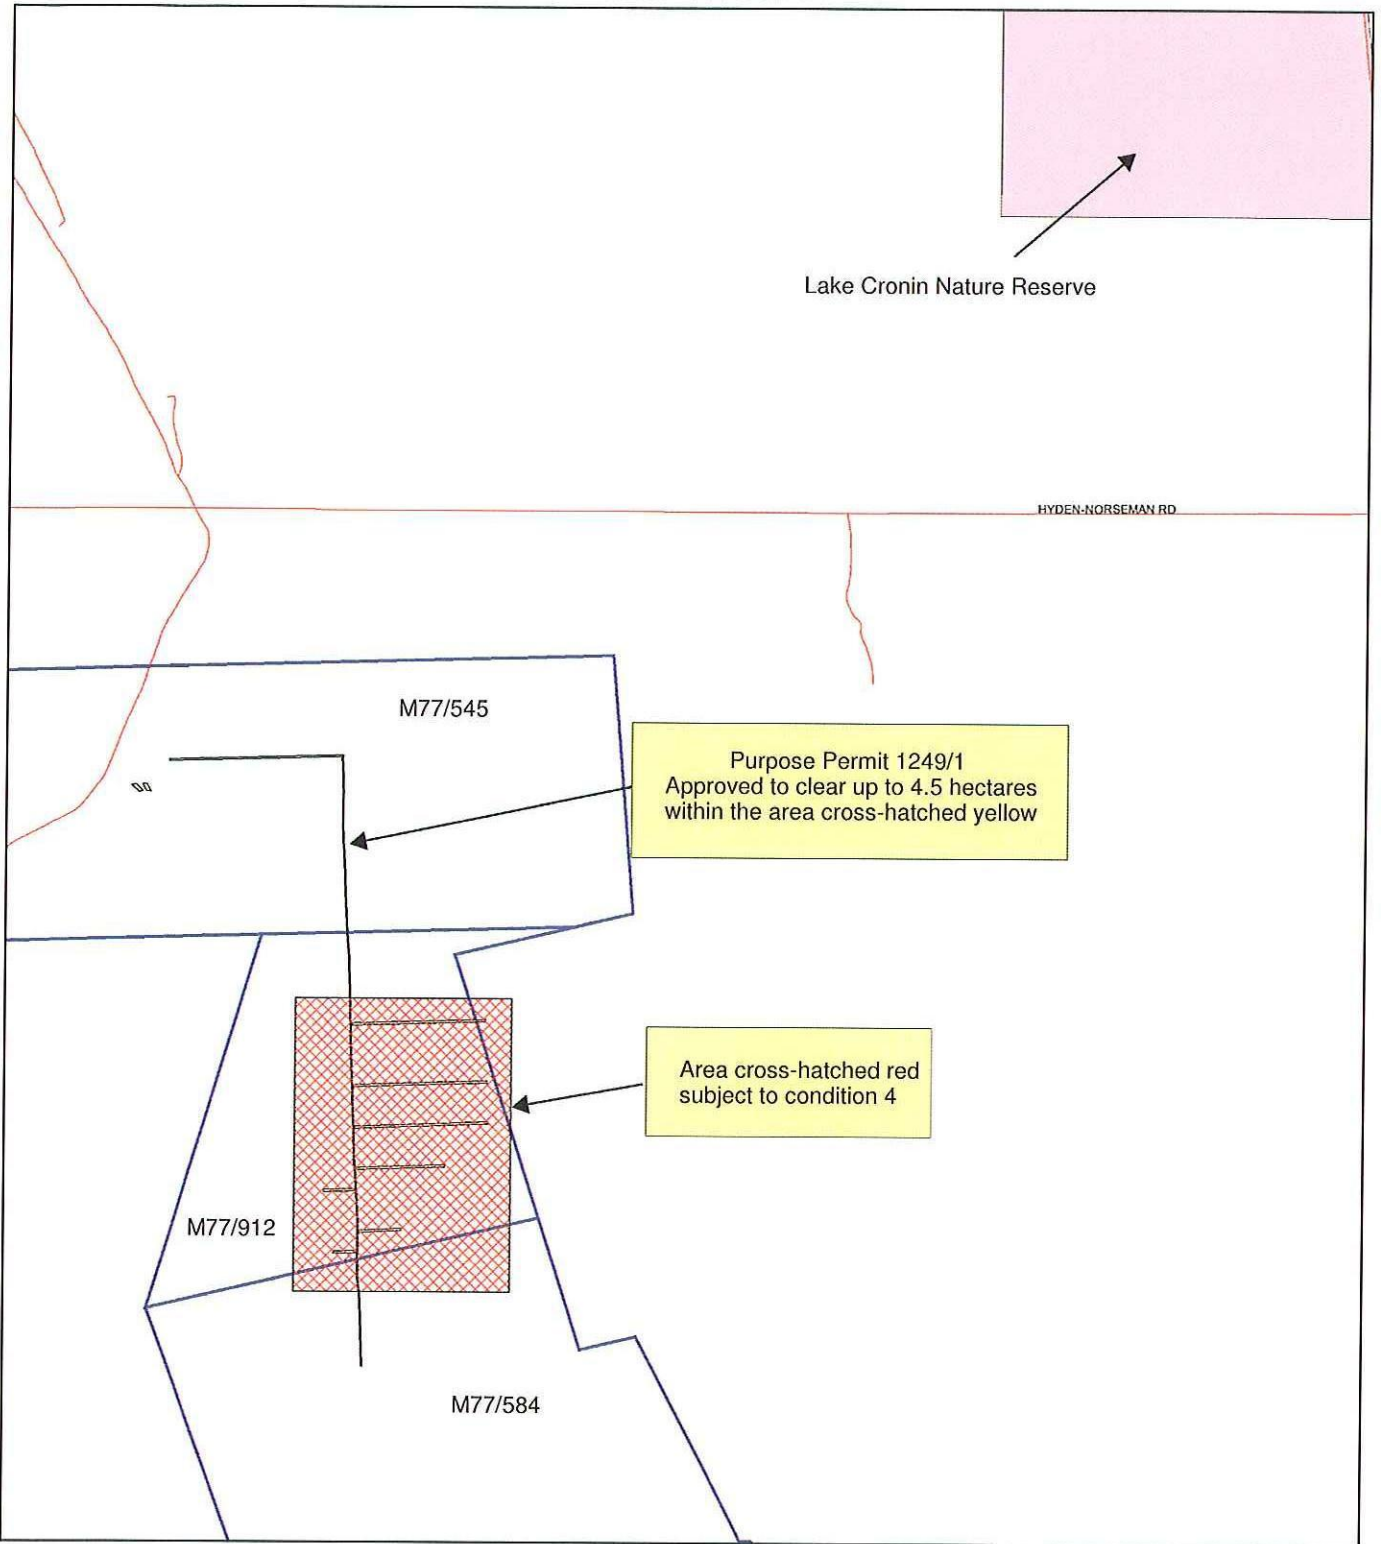 Lake Cronin Nature Reserve
HYDEN-NORSEMAN RD
M77/545
Purpose Permit 1249/1
Approved to clear up to 4.5 hectares
within the area cross-hatched yellow
Area cross-hatched red
subject to condition 4
M77/912
M77/584